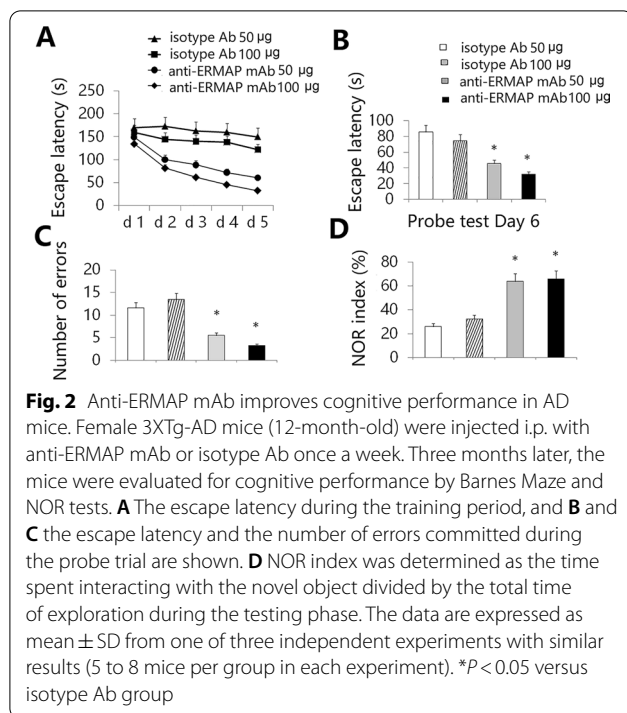 A
isotype Ab 50 µg
isotype Ab 100 µg
anti-ERMAP mAb 50 µg
anti-ERMAP mAb 100 µg
Escape latency (s)
250
200
150
100
50
0
d 1 d 2 d 3 d 4 d 5
B
isotype Ab 50 µg
isotype Ab 100 µg
anti-ERMAP mAb 50 µg
anti-ERMAP mAb 100 µg
Escape latency (s)
100
80
60
40
20
0
* *
Probe test Day 6
C
Number of errors
20
15
10
5
0
* *
D
NOR index (%)
100
80
60
40
20
0
* *
Fig. 2 Anti-ERMAP mAb improves cognitive performance in AD
mice. Female 3XTg-AD mice (12-month-old) were injected i.p. with
anti-ERMAP mAb or isotype Ab once a week. Three months later, the
mice were evaluated for cognitive performance by Barnes Maze and
NOR tests. A The escape latency during the training period, and B and
C the escape latency and the number of errors committed during
the probe trial are shown. D NOR index was determined as the time
spent interacting with the novel object divided by the total time
of exploration during the testing phase. The data are expressed as
mean ± SD from one of three independent experiments with similar
results (5 to 8 mice per group in each experiment). *P < 0.05 versus
isotype Ab group